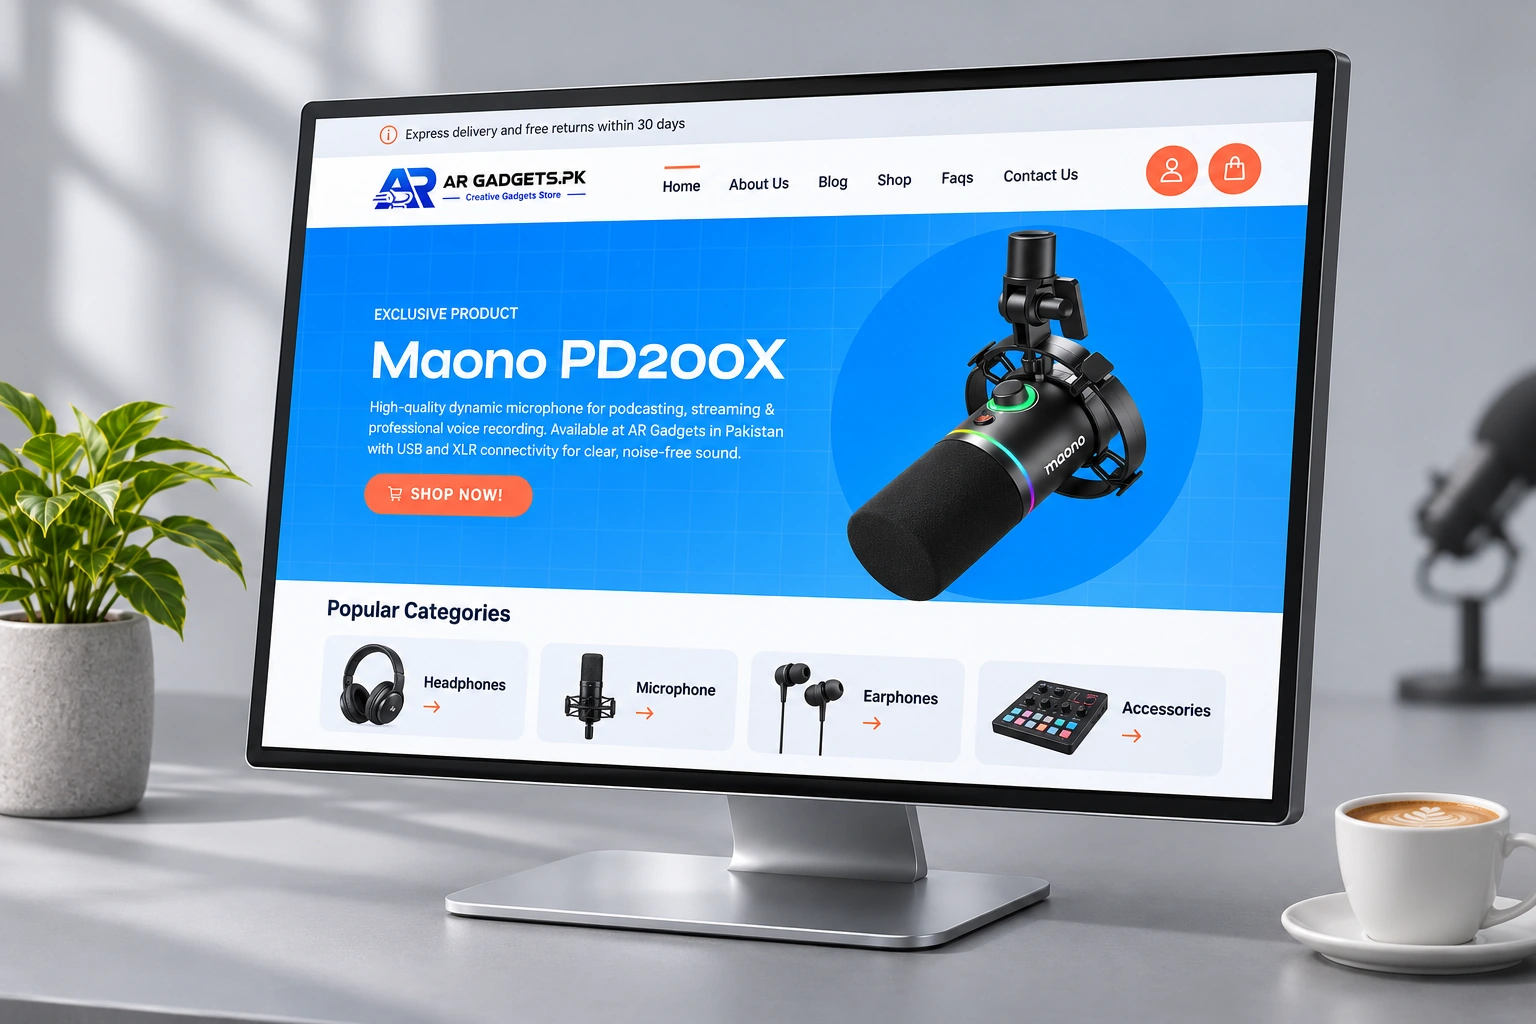 Express delivery and free returns within 30 days
AR
AR GADGETS.PK
Creative Gadgets Store
Home
About Us
Blog
Shop
Faqs
Contact Us
EXCLUSIVE PRODUCT
Maono PD200X
High-quality dynamic microphone for podcasting, streaming &
professional voice recording. Available at AR Gadgets in Pakistan
with USB and XLR connectivity for clear, noise-free sound.
SHOP NOW!
maono
Popular Categories
Headphones
Microphone
Earphones
Accessories